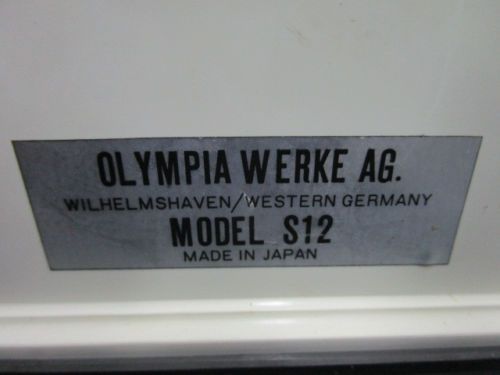 OLYMPIA WERKE AG.
WILHELMSHAVEN/WESTERN GERMANY
MODEL S12
MADE IN JAPAN